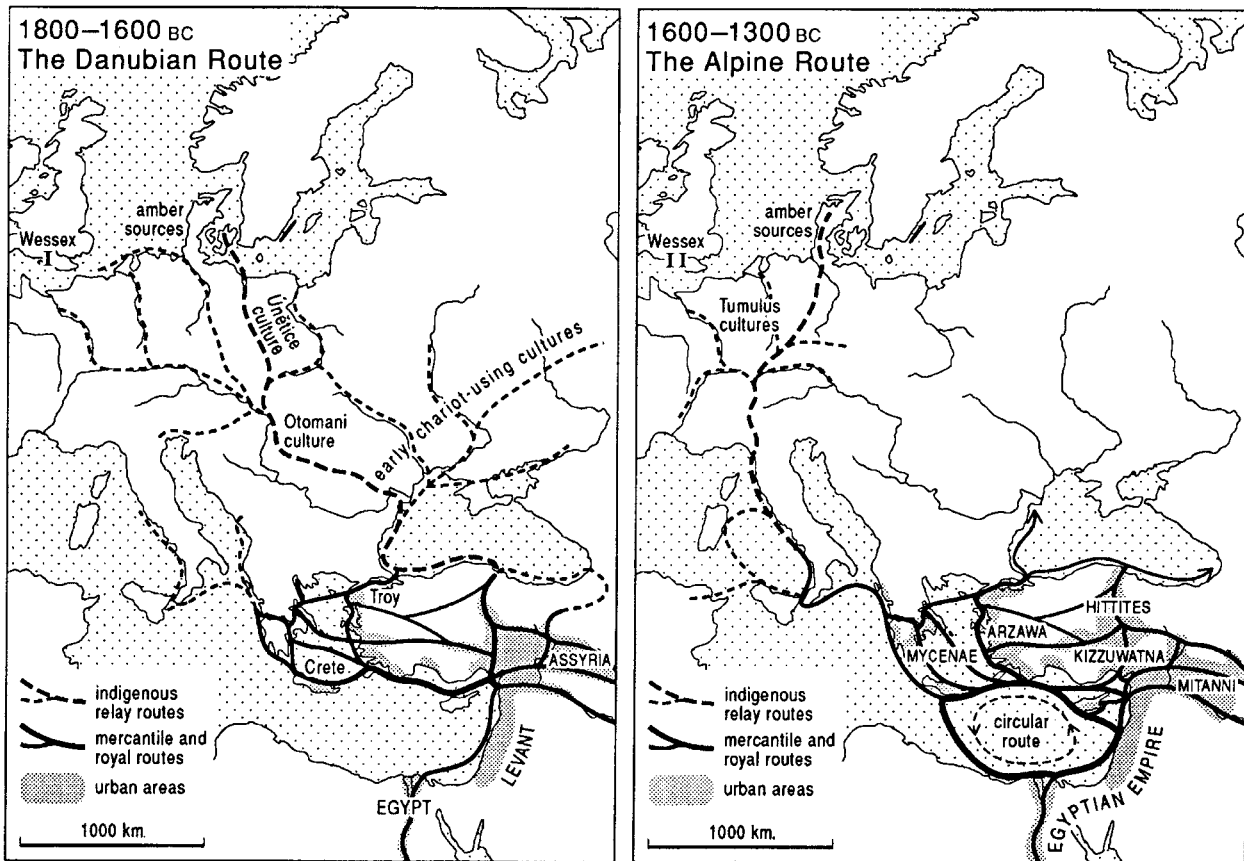 1800–1600 BC
The Danubian Route
amber
sources
Wessex
I
Únětice
culture
Otomani
culture
early chariot-using cultures
Troy
Crete
ASSYRIA
LEVANT
EGYPT
indigenous
relay routes
mercantile and
royal routes
urban areas
1000 km.
1600–1300 BC
The Alpine Route
amber
sources
Wessex
II
Tumulus
cultures
HITTITES
ARZAWA
MYCENAE
KIZZUWATNA
MITANNI
circular
route
EGYPTIAN EMPIRE
indigenous
relay routes
mercantile and
royal routes
urban areas
1000 km.